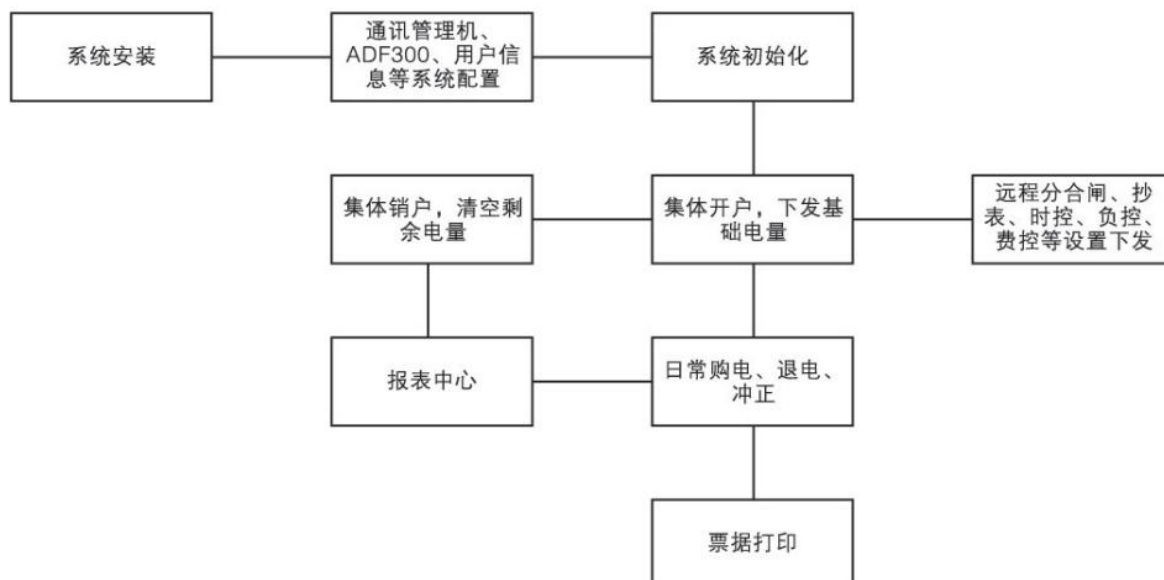 系统安装
通讯管理机、
ADF300、用户信
息等系统配置
系统初始化
集体销户，清空剩
余电量
集体开户，下发基
础电量
远程分合闸、抄
表、时控、负控、
费控等设置下发
报表中心
日常购电、退电、
冲正
票据打印